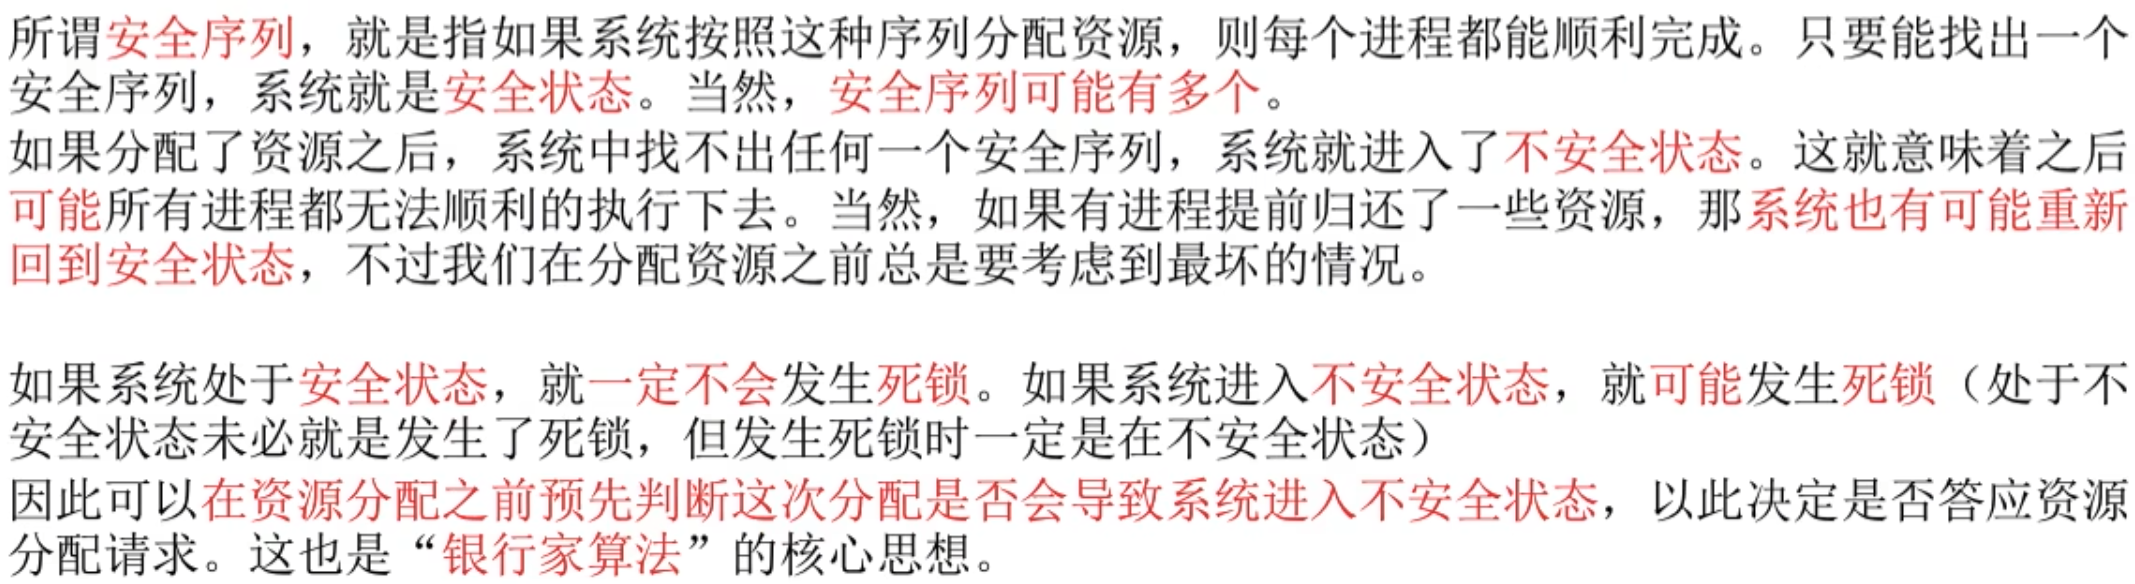 所谓安全序列，就是指如果系统按照这种序列分配资源，则每个进程都能顺利完成。只要能找出一个
安全序列，系统就是安全状态。当然，安全序列可能有多个。
如果分配了资源之后，系统中找不出任何一个安全序列，系统就进入了不安全状态。这就意味着之后
可能所有进程都无法顺利的执行下去。当然，如果有进程提前归还了一些资源，那系统也有可能重新
回到安全状态，不过我们在分配资源之前总是要考虑到最坏的情况。
如果系统处于安全状态，就一定不会发生死锁。如果系统进入不安全状态，就可能发生死锁（处于不
安全状态未必就是发生了死锁，但发生死锁时一定是在不安全状态）
因此可以在资源分配之前预先判断这次分配是否会导致系统进入不安全状态，以此决定是否答应资源
分配请求。这也是“银行家算法”的核心思想。